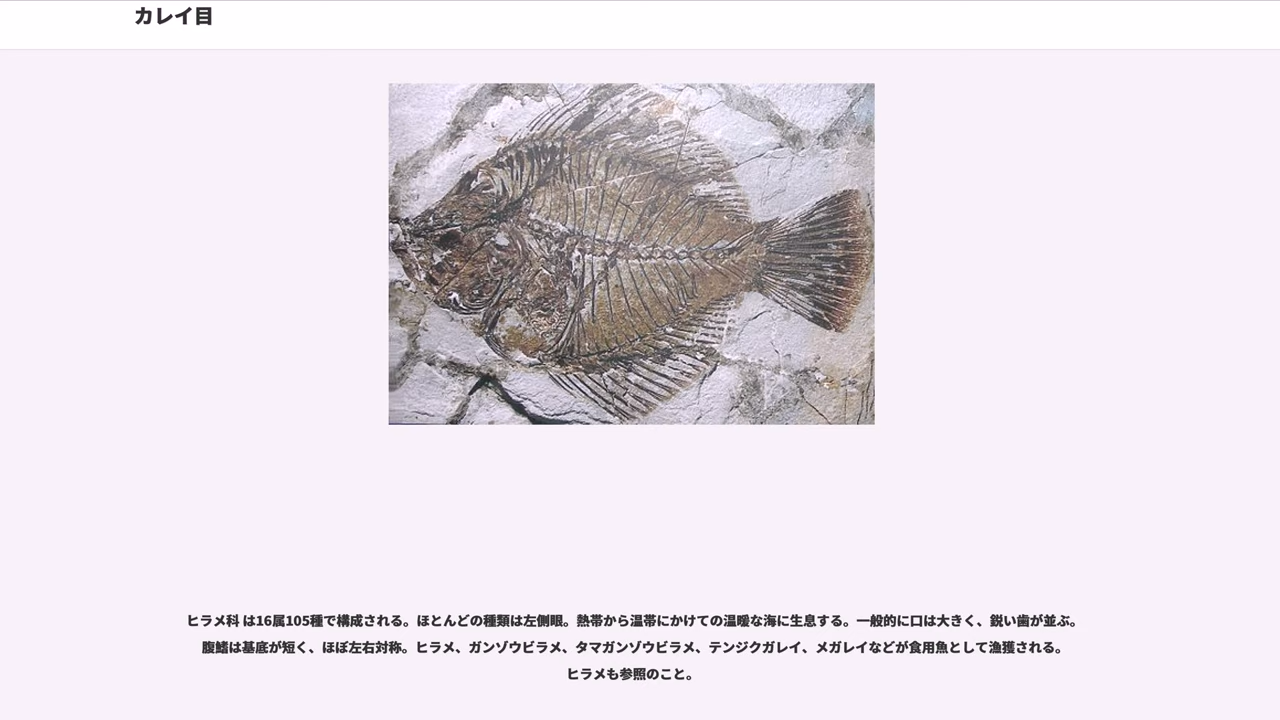 カレイ目
ヒラメ科 は16属105種で構成される。ほとんどの種類は左側眼。熱帯から温帯にかけての温暖な海に生息する。一般的に口は大きく、鋭い歯が並ぶ。
腹鰭は基底が短く、ほぼ左右対称。ヒラメ、ガンゾウビラメ、タマガンゾウビラメ、テンジクガレイ、メガレイなどが食用魚として漁獲される。
ヒラメも参照のこと。